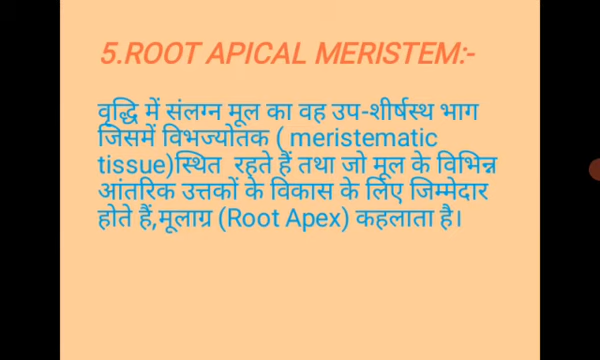 5.ROOT APICAL MERISTEM:-
वृद्धि में संलग्न मूल का वह उप-शीर्षस्थ भाग
जिसमें विभज्योतक ( meristematic
tissue)स्थित रहते हैं तथा जो मूल के विभिन्न
आंतरिक उत्तकों के विकास के लिए जिम्मेदार
होते हैं,मूलाग्र (Root Apex) कहलाता है।